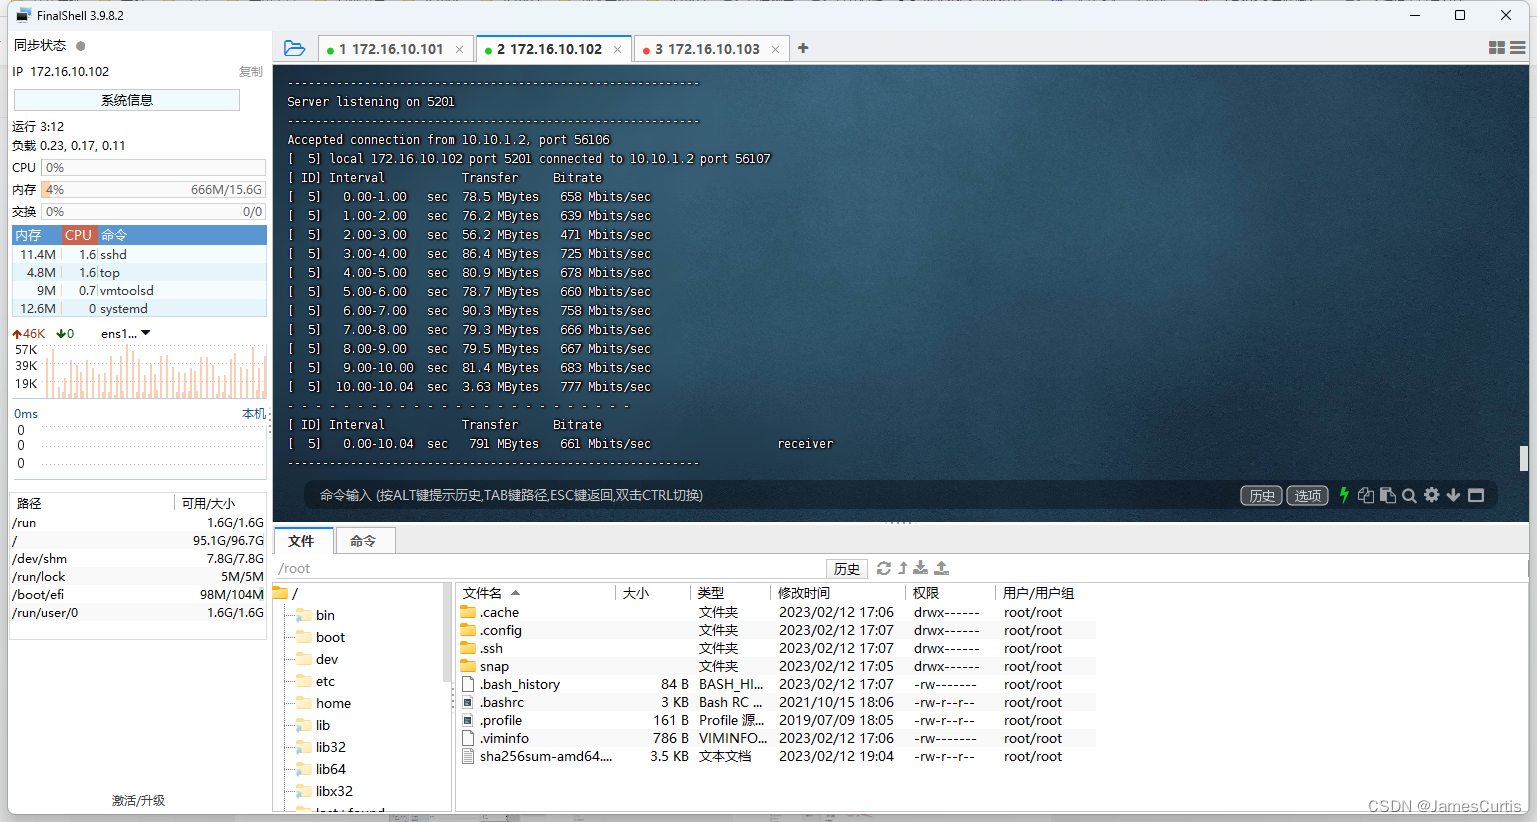 FinalShell 3.9.8.2
同步状态
IP 172.16.10.102 复制
系统信息
运行 3:12
负载 0.23, 0.17, 0.11
CPU 0%
内存 4% 666M/15.6G
交换 0% 0/0
内存 CPU 命令
11.4M 1.6 sshd
4.8M 1.6 top
9M 0.7 vmtoolsd
12.6M 0 systemd
46K 0 ens1...
57K
39K
19K
0ms 本机
0
0
0
路径 可用/大小
/run 1.6G/1.6G
/ 95.1G/96.7G
/dev/shm 7.8G/7.8G
/run/lock 5M/5M
/boot/efi 98M/104M
/run/user/0 1.6G/1.6G
激活/升级
1 172.16.10.101 2 172.16.10.102 3 172.16.10.103
-----------------------------------------------------------
Server listening on 5201
-----------------------------------------------------------
Accepted connection from 10.10.1.2, port 56106
[  5] local 172.16.10.102 port 5201 connected to 10.10.1.2 port 56107
[ ID] Interval           Transfer     Bitrate
[  5]   0.00-1.00   sec  78.5 MBytes   658 Mbits/sec
[  5]   1.00-2.00   sec  76.2 MBytes   639 Mbits/sec
[  5]   2.00-3.00   sec  56.2 MBytes   471 Mbits/sec
[  5]   3.00-4.00   sec  86.4 MBytes   725 Mbits/sec
[  5]   4.00-5.00   sec  80.9 MBytes   678 Mbits/sec
[  5]   5.00-6.00   sec  78.7 MBytes   660 Mbits/sec
[  5]   6.00-7.00   sec  90.3 MBytes   758 Mbits/sec
[  5]   7.00-8.00   sec  79.3 MBytes   666 Mbits/sec
[  5]   8.00-9.00   sec  79.5 MBytes   667 Mbits/sec
[  5]   9.00-10.00  sec  81.4 MBytes   683 Mbits/sec
[  5]  10.00-10.04  sec  3.63 MBytes   777 Mbits/sec
- - - - - - - - - - - - - - - - - - - - - - - - -
[ ID] Interval           Transfer     Bitrate
[  5]   0.00-10.04  sec   791 MBytes   661 Mbits/sec                  receiver
-----------------------------------------------------------
命令输入 (按ALT键提示历史,TAB键路径,ESC键返回,双击CTRL切换) 历史 选项
文件 命令
/root 历史
/
bin
boot
dev
etc
home
lib
lib32
lib64
libx32
lost+found
文件名 大小 类型 修改时间 权限 用户/用户组
.cache 文件夹 2023/02/12 17:06 drwx------ root/root
.config 文件夹 2023/02/12 17:07 drwx------ root/root
.ssh 文件夹 2023/02/12 17:07 drwx------ root/root
snap 文件夹 2023/02/12 17:05 drwx------ root/root
.bash_history 84 B BASH_HI... 2023/02/12 17:07 -rw------- root/root
.bashrc 3 KB Bash RC ... 2021/10/15 18:06 -rw-r--r-- root/root
.profile 161 B Profile 源... 2019/07/09 18:05 -rw-r--r-- root/root
.viminfo 786 B VIMINFO... 2023/02/12 17:06 -rw------- root/root
sha256sum-amd64.... 3.5 KB 文本文档 2023/02/12 19:04 -rw-r--r-- root/root
CSDN @JamesCurtis